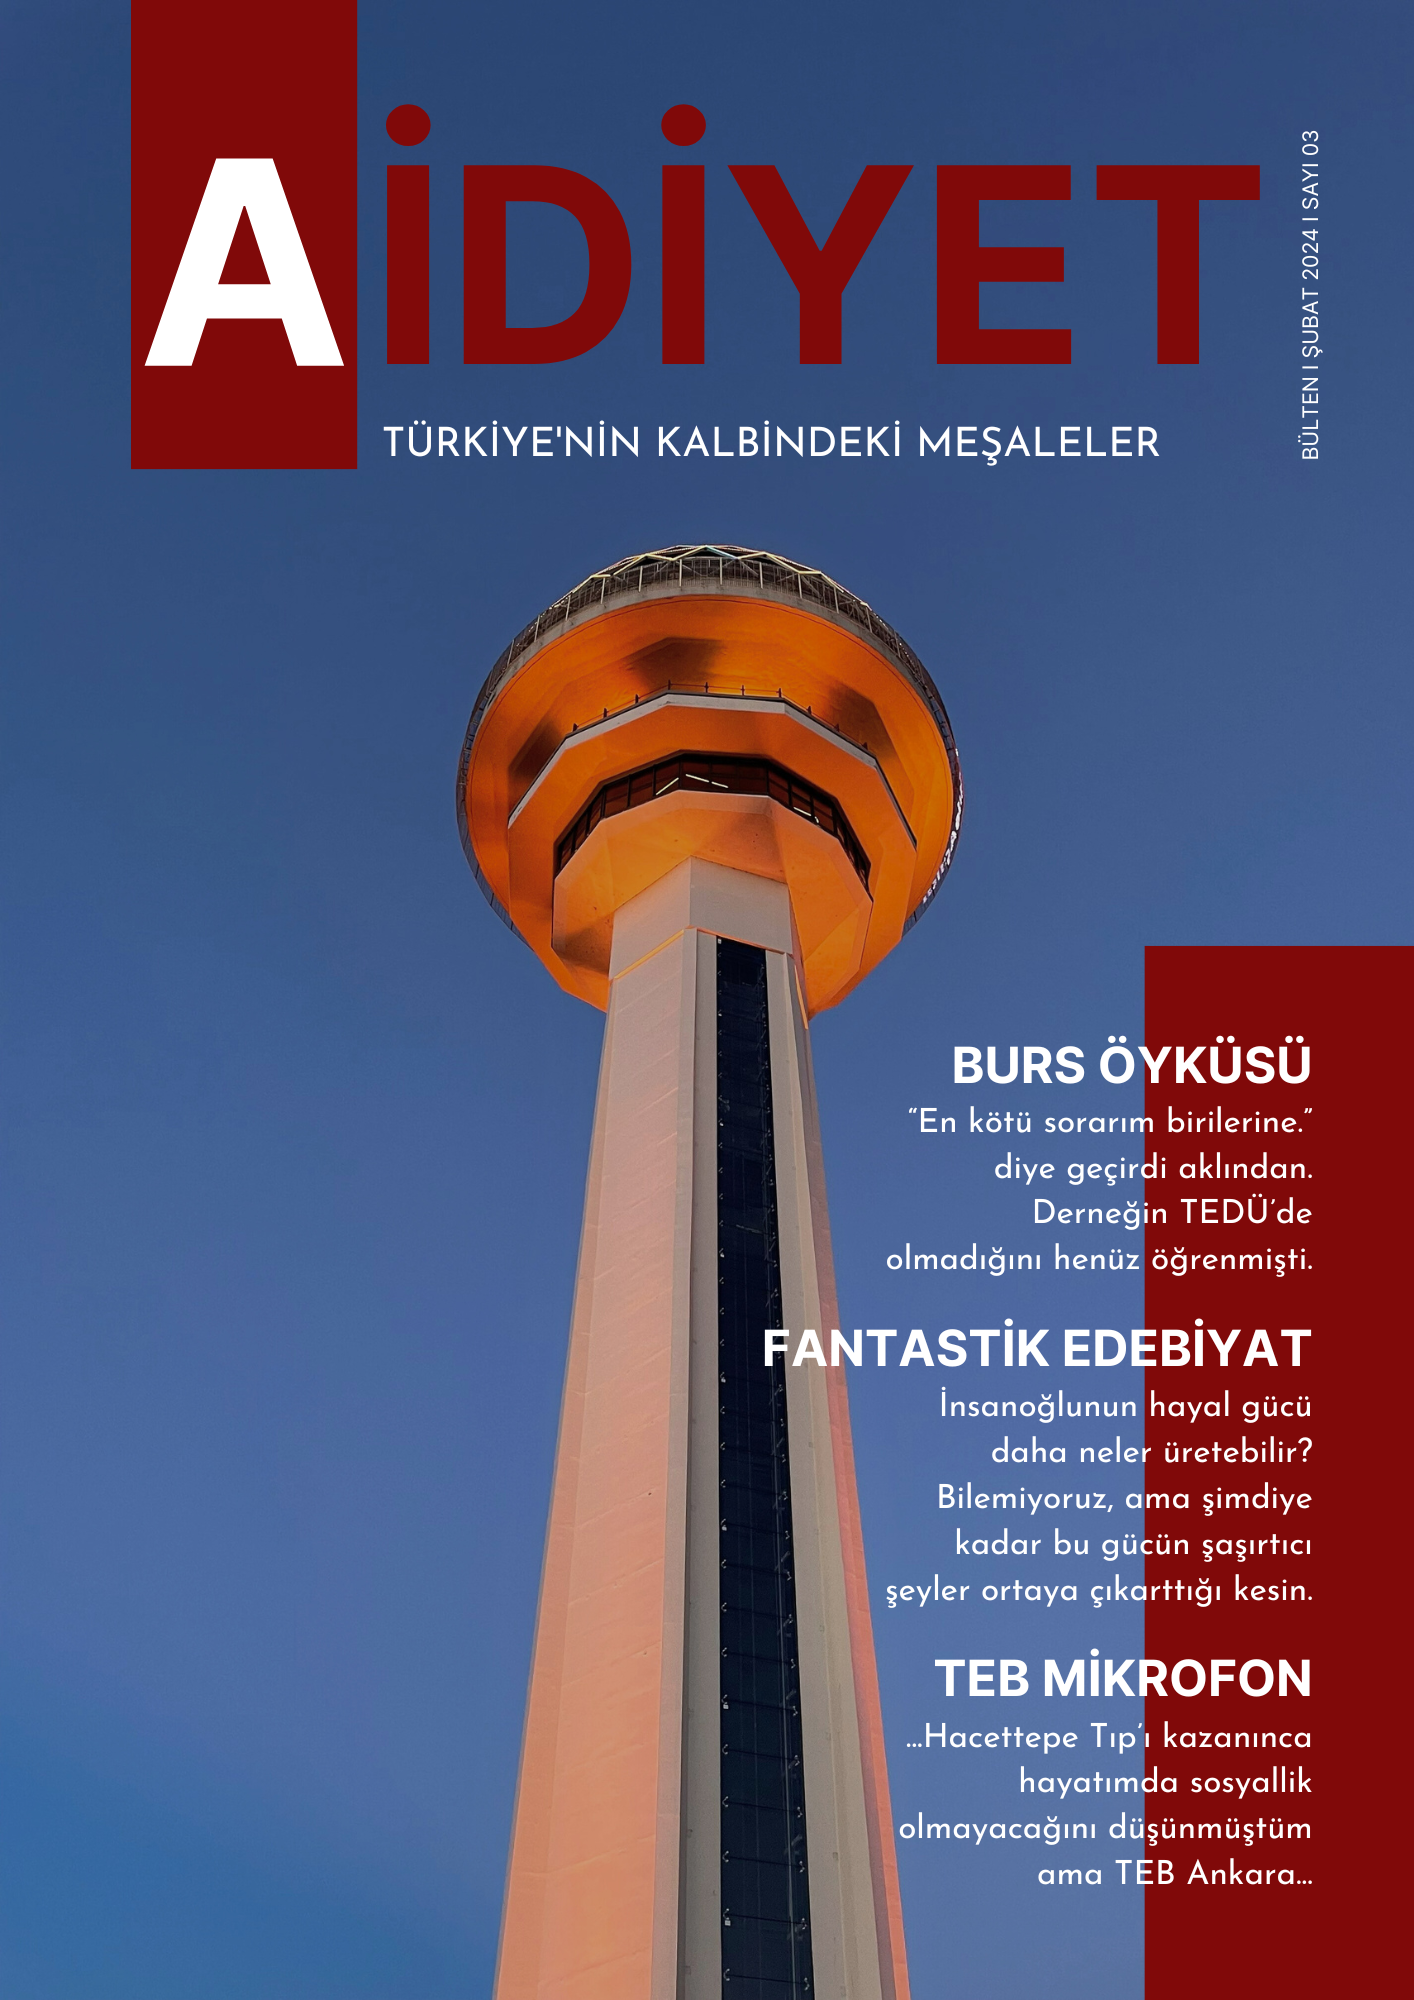 AİDİYET
TÜRKİYE'NİN KALBİNDEKİ MEŞALELER
BÜLTEN I ŞUBAT 2024 I SAYI 03
BURS ÖYKÜSÜ
“En kötü sorarım birilerine.”
diye geçirdi aklından.
Derneğin TEDÜ’de
olmadığını henüz öğrenmişti.
FANTASTİK EDEBİYAT
İnsanoğlunun hayal gücü
daha neler üretebilir?
Bilemiyoruz, ama şimdiye
kadar bu gücün şaşırtıcı
şeyler ortaya çıkarttığı kesin.
TEB MİKROFON
...Hacettepe Tıp’ı kazanınca
hayatımda sosyallik
olmayacağını düşünmüştüm
ama TEB Ankara...